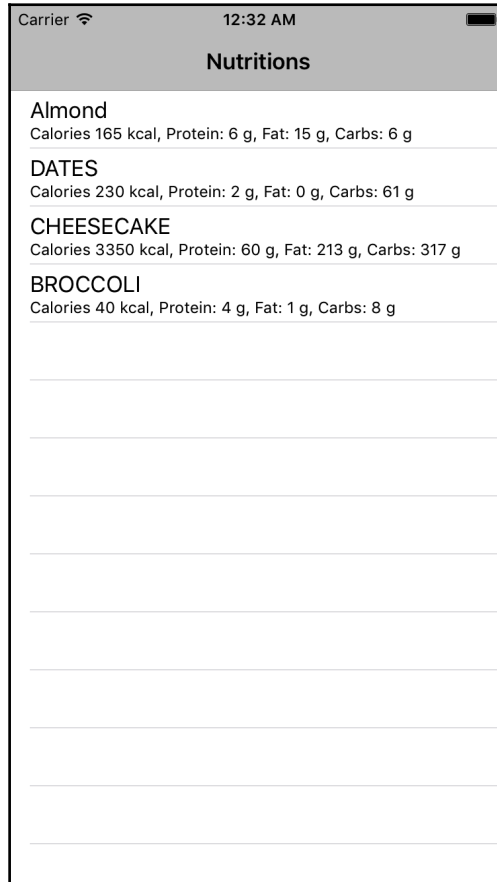 Carrier 12:32 AM
Nutritions
Almond
Calories 165 kcal, Protein: 6 g, Fat: 15 g, Carbs: 6 g
DATES
Calories 230 kcal, Protein: 2 g, Fat: 0 g, Carbs: 61 g
CHEESECAKE
Calories 3350 kcal, Protein: 60 g, Fat: 213 g, Carbs: 317 g
BROCCOLI
Calories 40 kcal, Protein: 4 g, Fat: 1 g, Carbs: 8 g